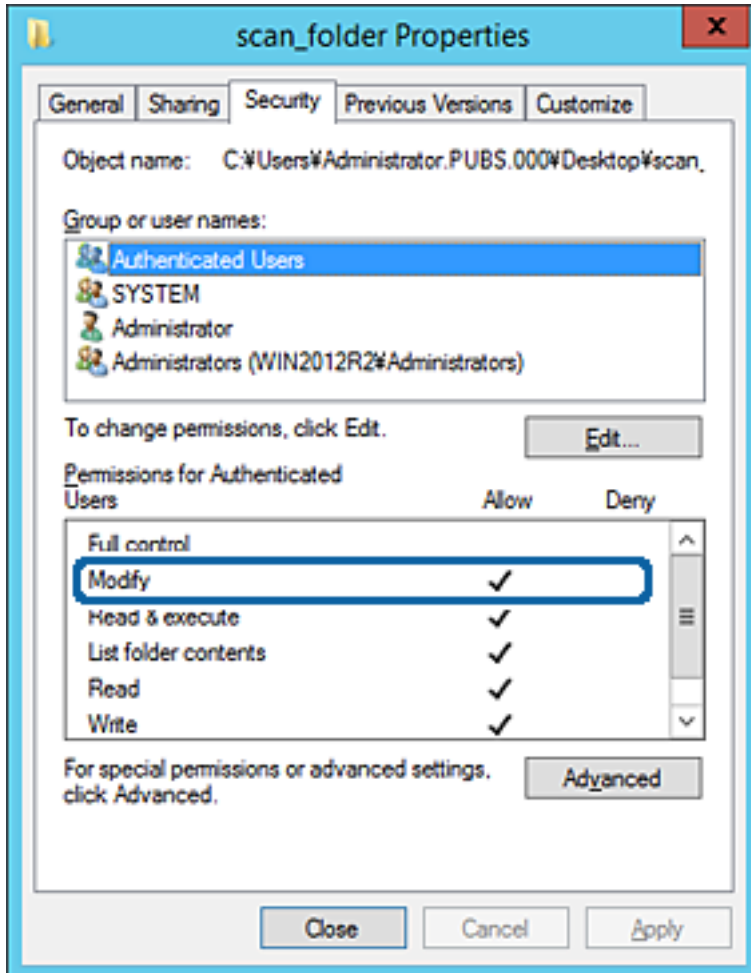 scan_folder Properties
x
General Sharing Security Previous Versions Customize
Object name: C:¥Users¥Administrator.PUBS.000¥Desktop¥scan_
Group or user names:
Authenticated Users
SYSTEM
Administrator
Administrators (WIN2012R2¥Administrators)
To change permissions, click Edit.
Edit...
Permissions for Authenticated
Users Allow Deny
Full control
Modify
Read & execute
List folder contents
Read
Write
For special permissions or advanced settings,
click Advanced.
Advanced
Close Cancel Apply